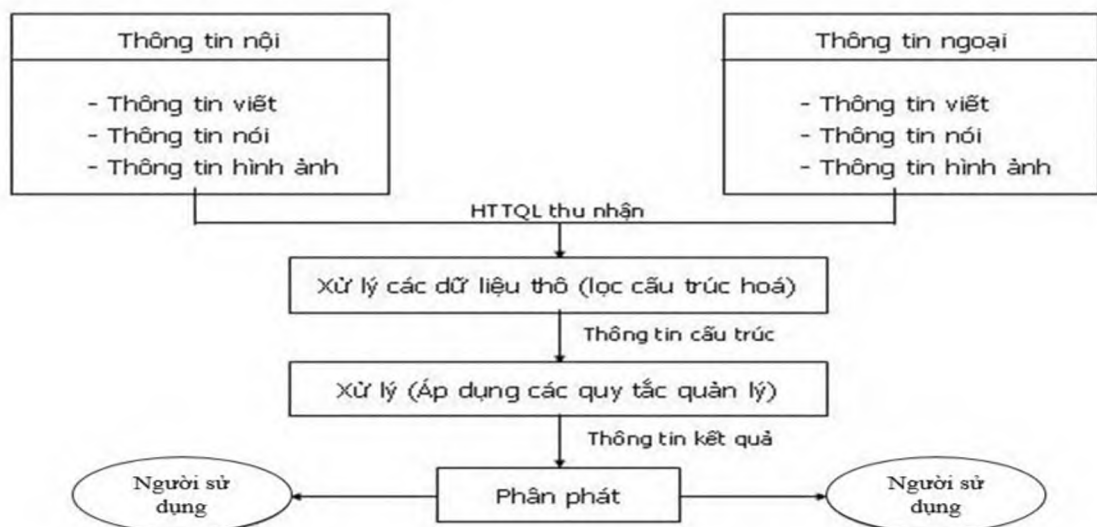 Thông tin nội
- Thông tin viết
- Thông tin nói
- Thông tin hình ảnh
Thông tin ngoại
- Thông tin viết
- Thông tin nói
- Thông tin hình ảnh
HTTQL thu nhận
Xử lý các dữ liệu thô (lọc cấu trúc hoá)
Thông tin cấu trúc
Xử lý (Áp dụng các quy tắc quản lý)
Thông tin kết quả
Người sử
dụng
Phân phát
Người sử
dụng